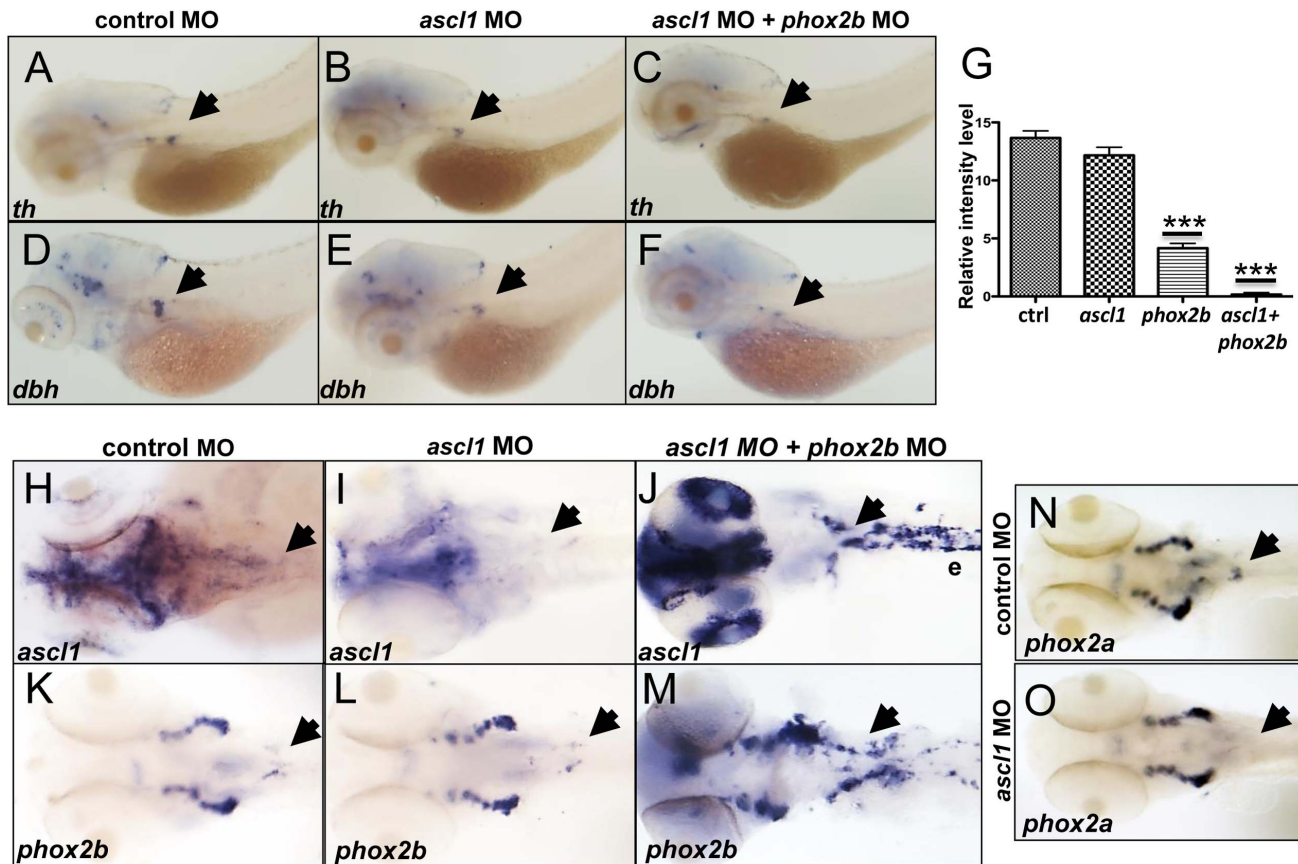 control MO
ascl1 MO
ascl1 MO + phox2b MO
A
B
C
G
th
th
th
D
E
F
dbh
dbh
dbh
Relative intensity level
15
10
5
0
***
***
ctrl
ascl1
phox2b
ascl1+
phox2b
control MO
ascl1 MO
ascl1 MO + phox2b MO
H
I
J
e
ascl1
ascl1
ascl1
K
L
M
phox2b
phox2b
phox2b
control MO
N
phox2a
ascl1 MO
O
phox2a